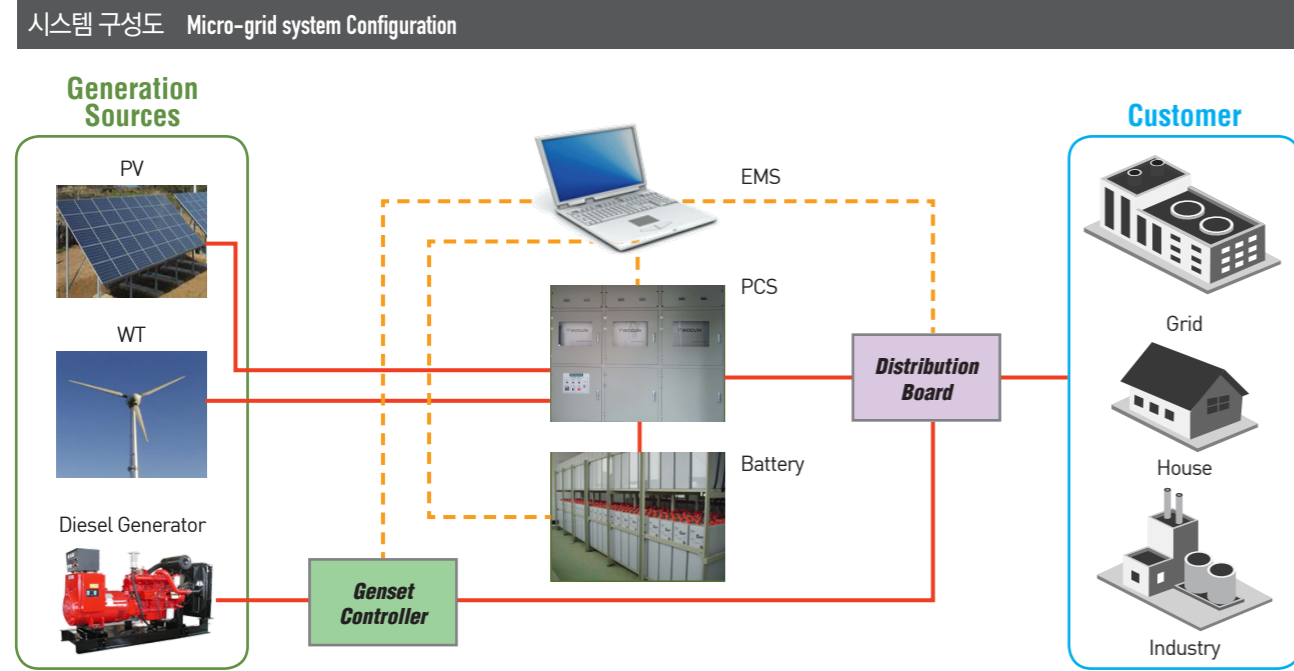 시스템 구성도 Micro-grid system Configuration
Generation
Sources
Customer
PV
EMS
PCS
WT
Grid
Distribution
Board
Battery
House
Diesel Generator
Genset
Controller
Industry